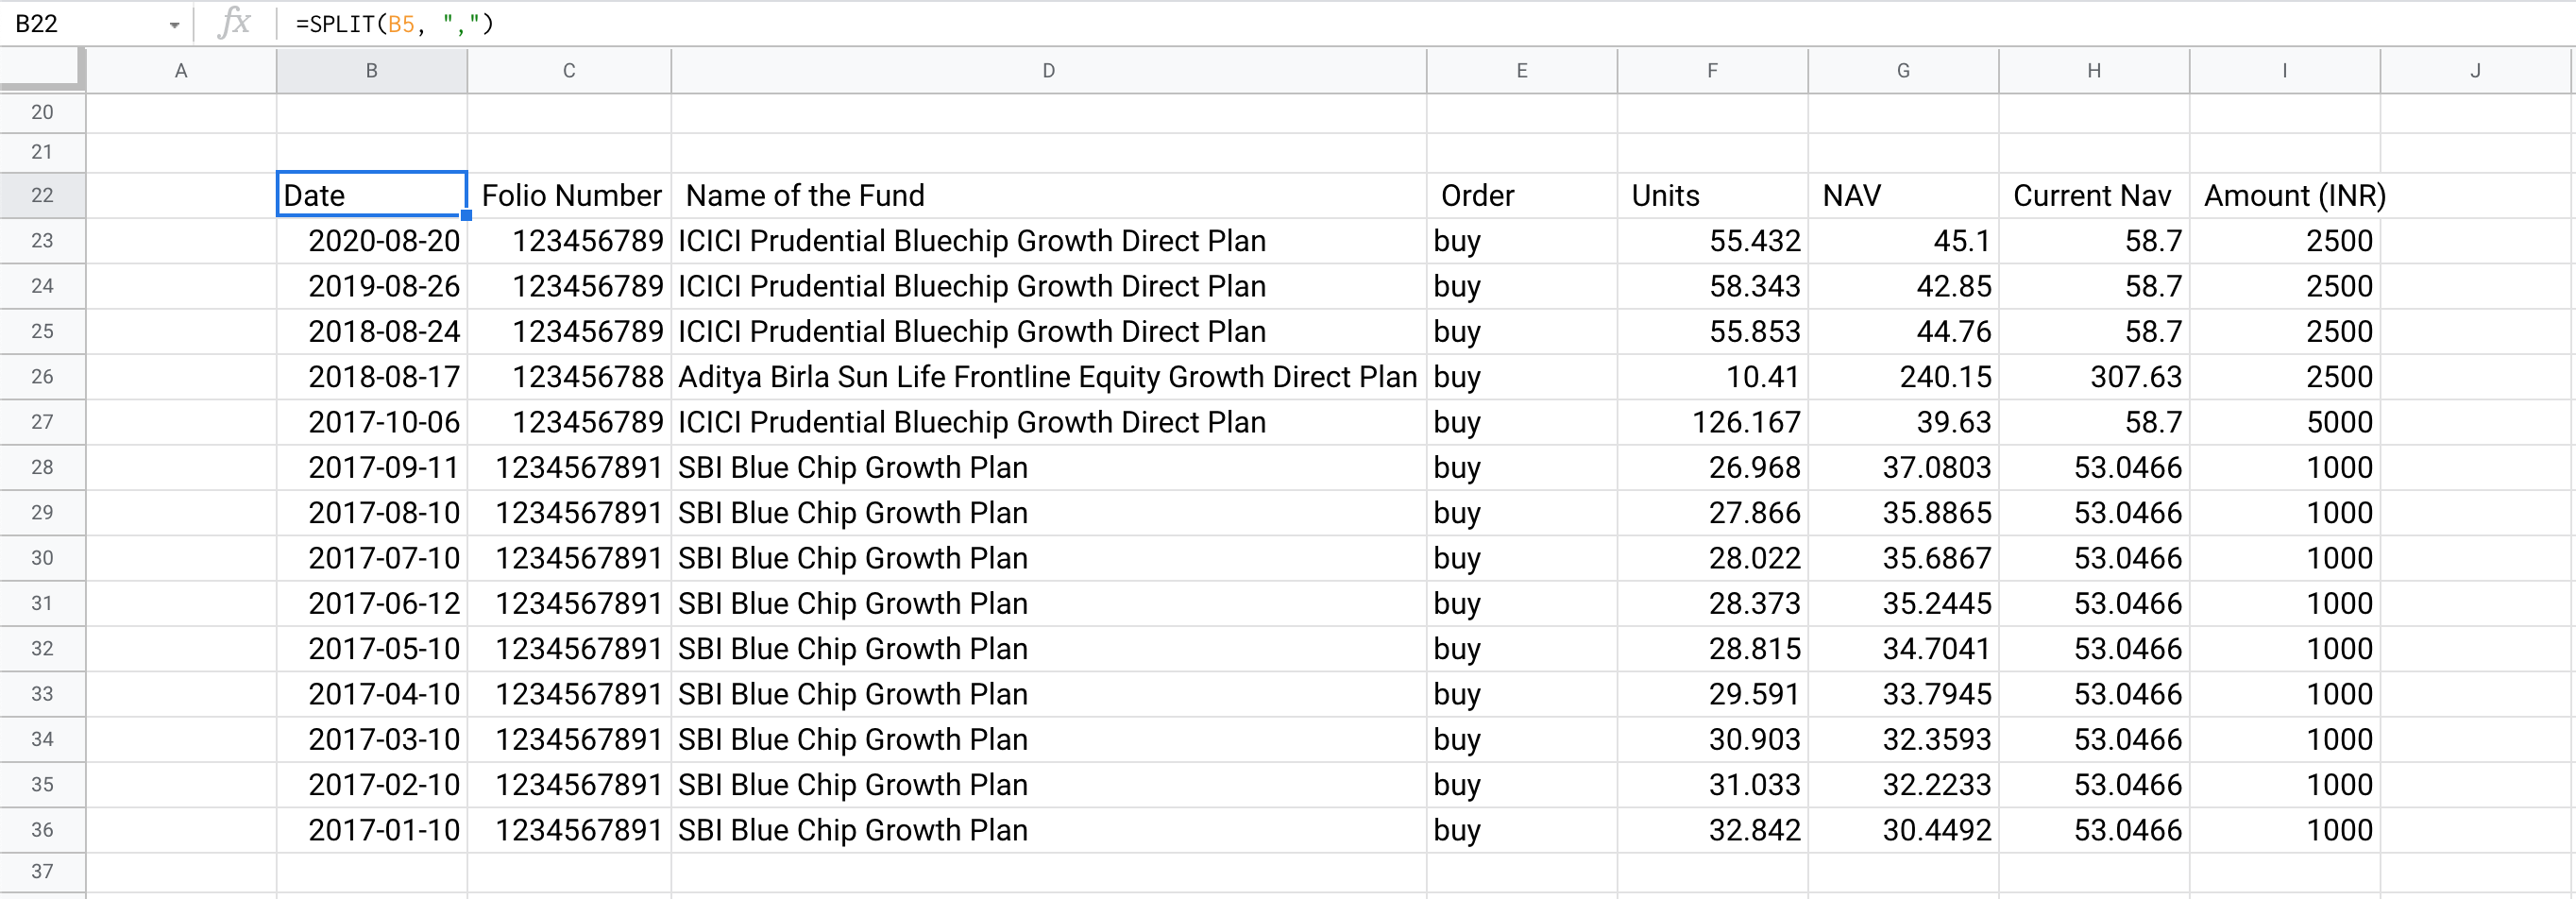 B22 fx =SPLIT(B5, ",")
A B C D E F G H I J
20
21
22 Date Folio Number Name of the Fund Order Units NAV Current Nav Amount (INR)
23 2020-08-20 123456789 ICICI Prudential Bluechip Growth Direct Plan buy 55.432 45.1 58.7 2500
24 2019-08-26 123456789 ICICI Prudential Bluechip Growth Direct Plan buy 58.343 42.85 58.7 2500
25 2018-08-24 123456789 ICICI Prudential Bluechip Growth Direct Plan buy 55.853 44.76 58.7 2500
26 2018-08-17 123456788 Aditya Birla Sun Life Frontline Equity Growth Direct Plan buy 10.41 240.15 307.63 2500
27 2017-10-06 123456789 ICICI Prudential Bluechip Growth Direct Plan buy 126.167 39.63 58.7 5000
28 2017-09-11 1234567891 SBI Blue Chip Growth Plan buy 26.968 37.0803 53.0466 1000
29 2017-08-10 1234567891 SBI Blue Chip Growth Plan buy 27.866 35.8865 53.0466 1000
30 2017-07-10 1234567891 SBI Blue Chip Growth Plan buy 28.022 35.6867 53.0466 1000
31 2017-06-12 1234567891 SBI Blue Chip Growth Plan buy 28.373 35.2445 53.0466 1000
32 2017-05-10 1234567891 SBI Blue Chip Growth Plan buy 28.815 34.7041 53.0466 1000
33 2017-04-10 1234567891 SBI Blue Chip Growth Plan buy 29.591 33.7945 53.0466 1000
34 2017-03-10 1234567891 SBI Blue Chip Growth Plan buy 30.903 32.3593 53.0466 1000
35 2017-02-10 1234567891 SBI Blue Chip Growth Plan buy 31.033 32.2233 53.0466 1000
36 2017-01-10 1234567891 SBI Blue Chip Growth Plan buy 32.842 30.4492 53.0466 1000
37